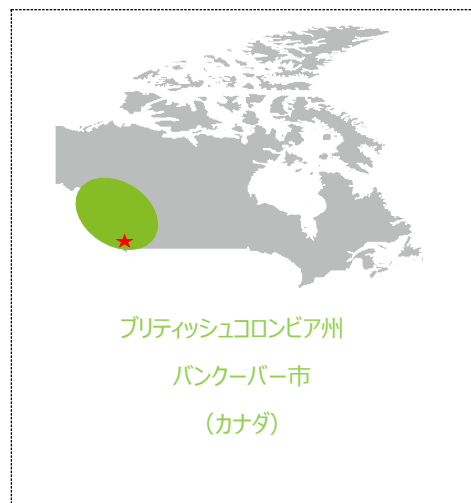 ブリティッシュコロンビア州
バンクーバー市
（カナダ）